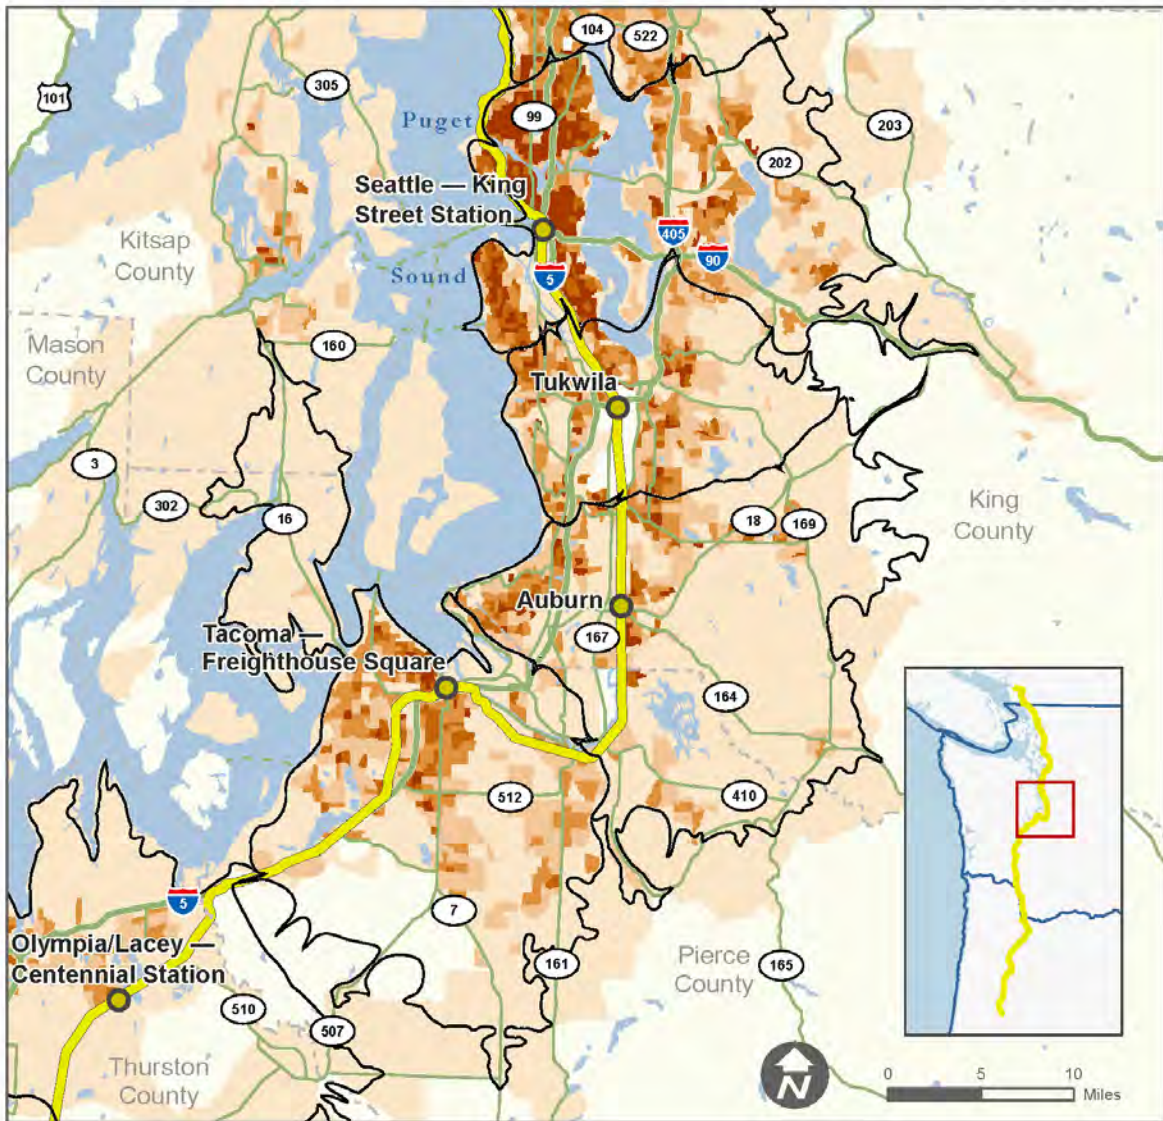 104
522
305
101
99
203
Puget
202
Seattle — King
Street Station
405
Kitsap
County
90
Sound
5
Mason
County
160
Tukwila
3
302
16
18
169
King
County
Auburn
167
Tacoma —
Freighthouse Square
164
512
410
5
7
Olympia/Lacey —
Centennial Station
161
Pierce
County
165
510
507
Thurston
County
N
0 5 10
Miles